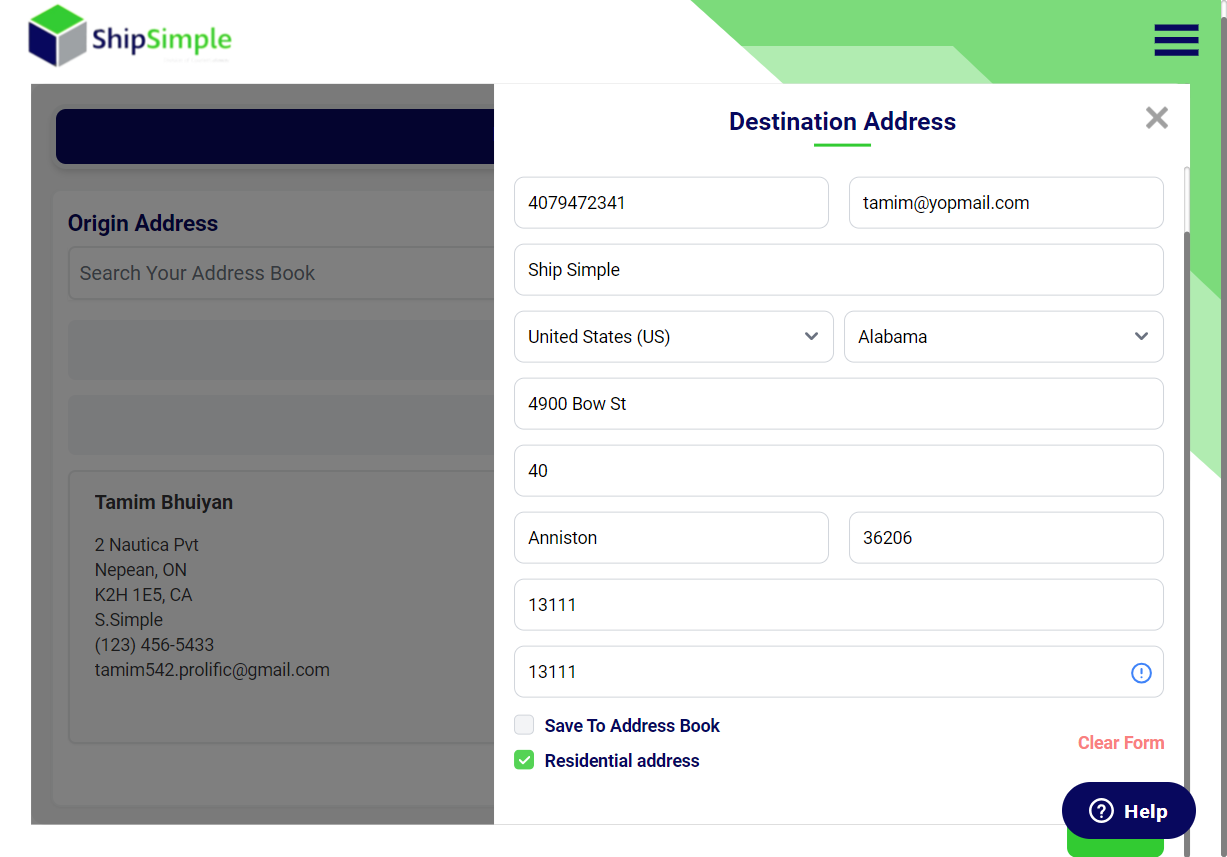 ShipSimple
Destination Address
4079472341
tamim@yopmail.com
Ship Simple
United States (US)
Alabama
4900 Bow St
40
Anniston
36206
13111
13111
Save To Address Book
Residential address
Clear Form
Help
Origin Address
Search Your Address Book
Tamim Bhuiyan
2 Nautica Pvt
Nepean, ON
K2H 1E5, CA
S.Simple
(123) 456-5433
tamim542.prolific@gmail.com